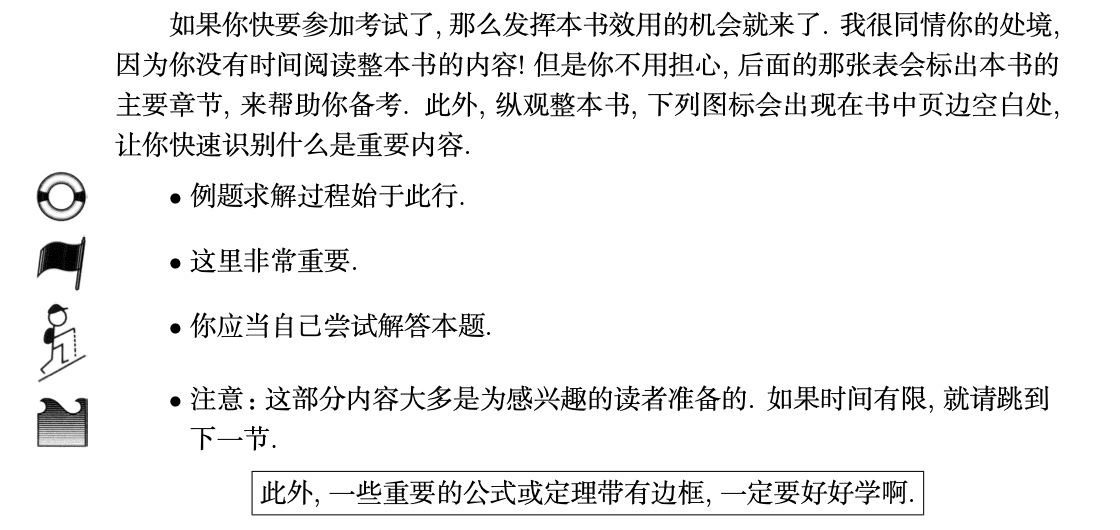 如果你快要参加考试了, 那么发挥本书效用的机会就来了. 我很同情你的处境,
因为你没有时间阅读整本书的内容! 但是你不用担心, 后面的那张表会标出本书的
主要章节, 来帮助你备考. 此外, 纵观整本书, 下列图标会出现在书中页边空白处,
让你快速识别什么是重要内容.
• 例题求解过程始于此行.
• 这里非常重要.
• 你应当自己尝试解答本题.
• 注意: 这部分内容大多是为感兴趣的读者准备的. 如果时间有限, 就请跳到
下一节.
此外, 一些重要的公式或定理带有边框, 一定要好好学啊.